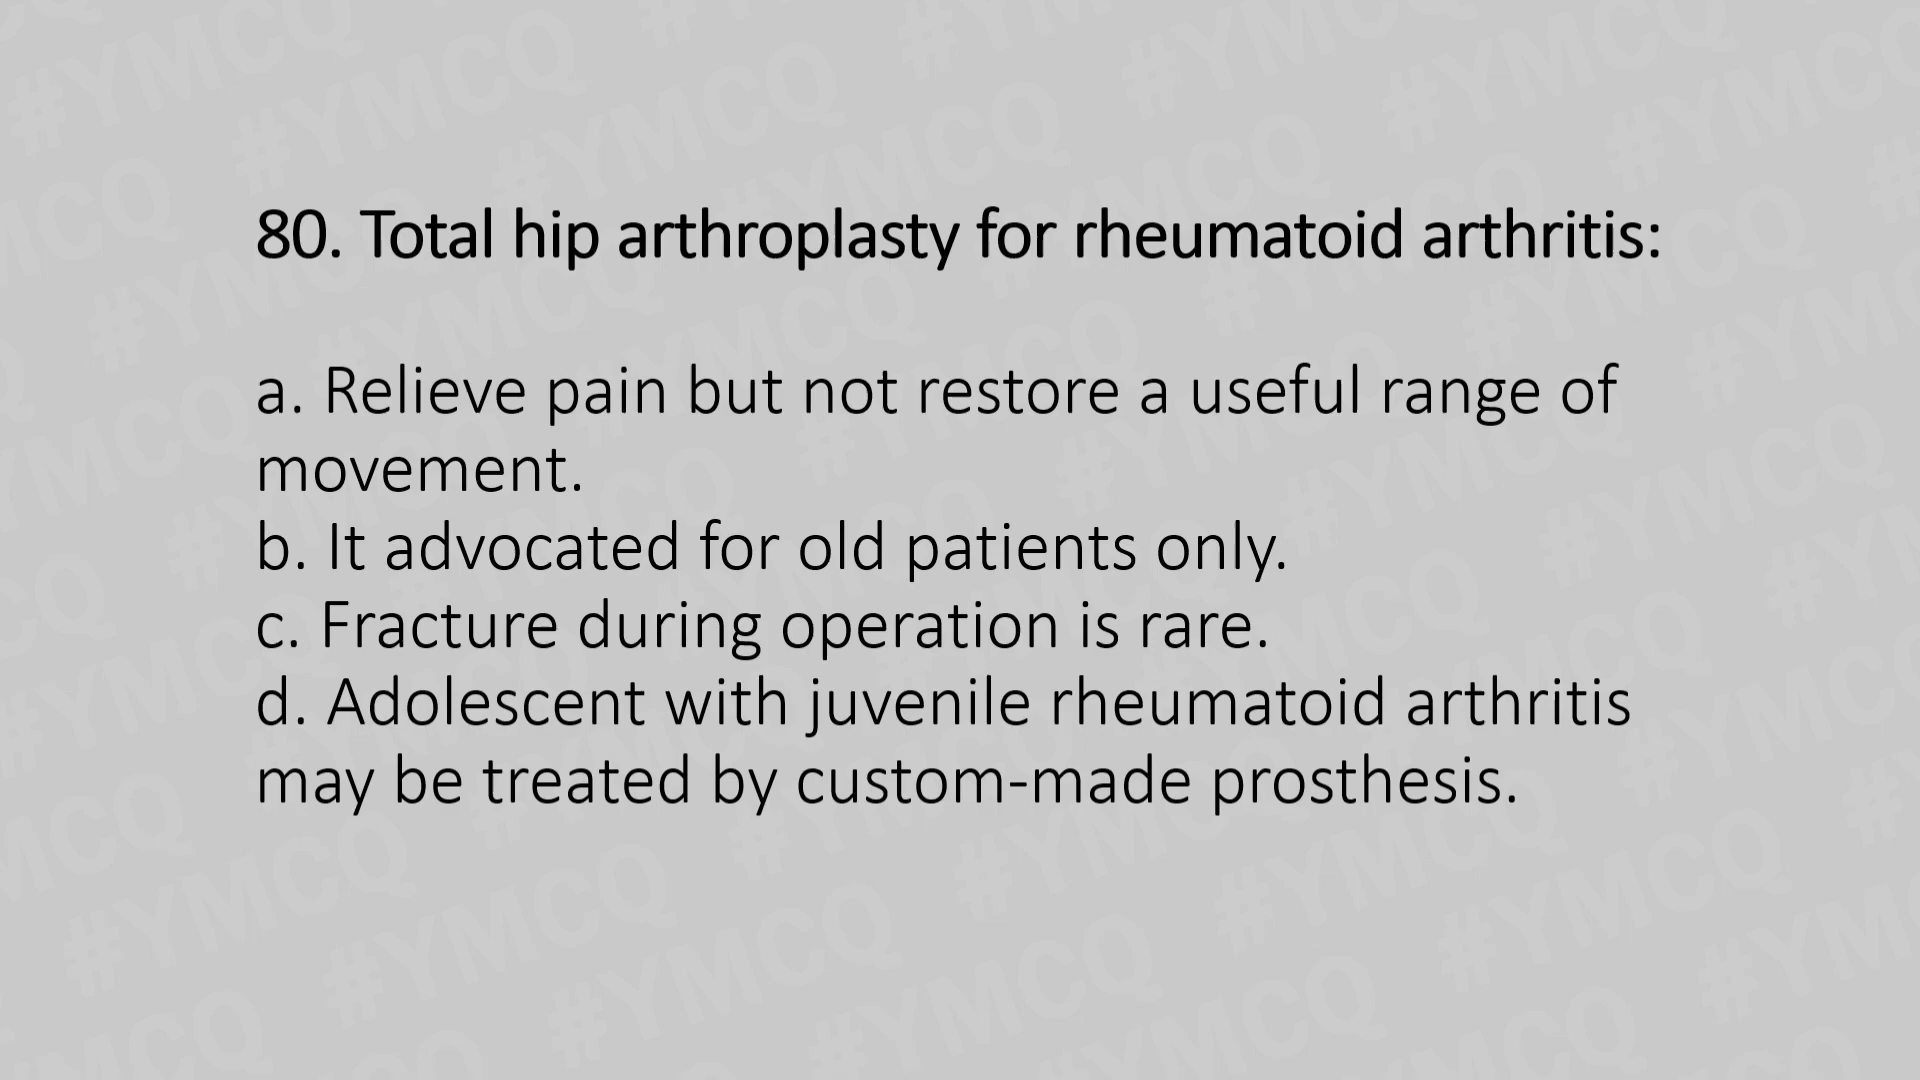 80. Total hip arthroplasty for rheumatoid arthritis:
a. Relieve pain but not restore a useful range of
movement.
b. It advocated for old patients only.
c. Fracture during operation is rare.
d. Adolescent with juvenile rheumatoid arthritis
may be treated by custom-made prosthesis.
#YMCQ